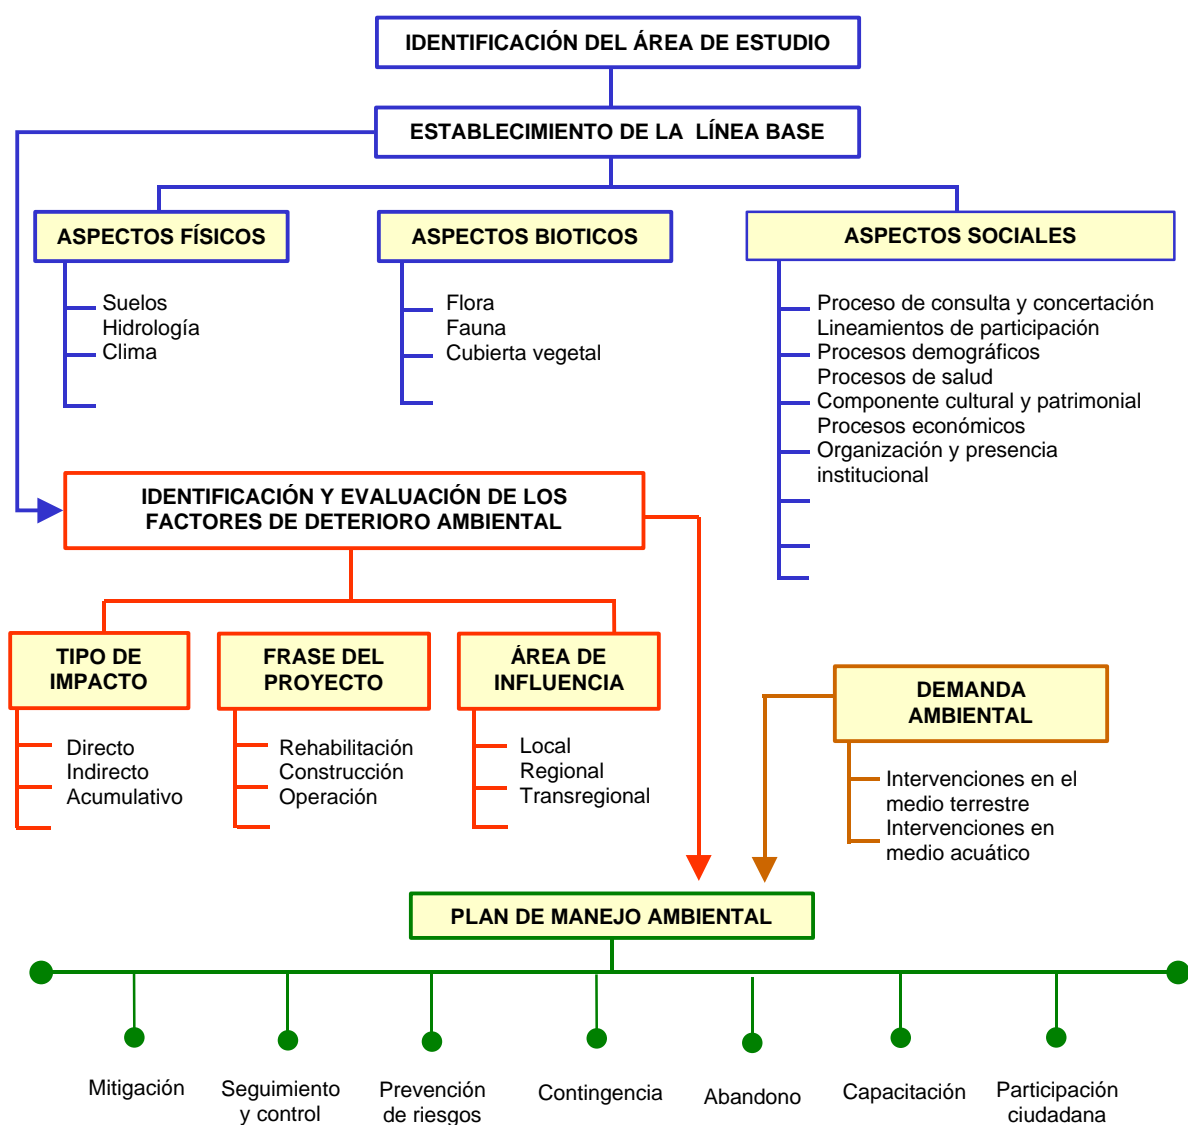 IDENTIFICACIÓN DEL ÁREA DE ESTUDIO
ESTABLECIMIENTO DE LA LÍNEA BASE
ASPECTOS FÍSICOS
Suelos
Hidrología
Clima
ASPECTOS BIOTICOS
Flora
Fauna
Cubierta vegetal
ASPECTOS SOCIALES
Proceso de consulta y concertación
Lineamientos de participación
Procesos demográficos
Procesos de salud
Componente cultural y patrimonial
Procesos económicos
Organización y presencia
institucional
IDENTIFICACIÓN Y EVALUACIÓN DE LOS
FACTORES DE DETERIORO AMBIENTAL
TIPO DE
IMPACTO
Directo
Indirecto
Acumulativo
FRASE DEL
PROYECTO
Rehabilitación
Construcción
Operación
ÁREA DE
INFLUENCIA
Local
Regional
Transregional
DEMANDA
AMBIENTAL
Intervenciones en el
medio terrestre
Intervenciones en
medio acuático
PLAN DE MANEJO AMBIENTAL
Mitigación
Seguimiento
y control
Prevención
de riesgos
Contingencia
Abandono
Capacitación
Participación
ciudadana